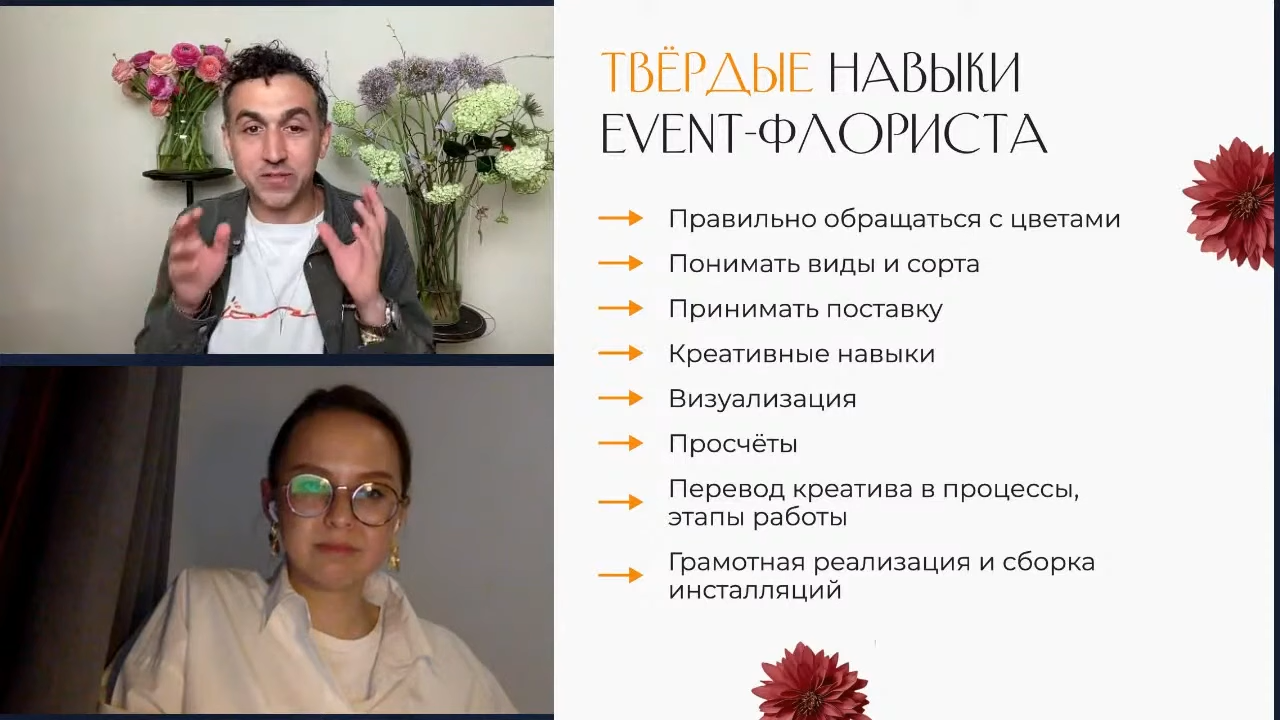 ТВЁРДЫЕ НАВЫКИ
EVENT-ФЛОРИСТА
Правильно обращаться с цветами
Понимать виды и сорта
Принимать поставку
Креативные навыки
Визуализация
Просчёты
Перевод креатива в процессы,
этапы работы
Грамотная реализация и сборка
инсталляций